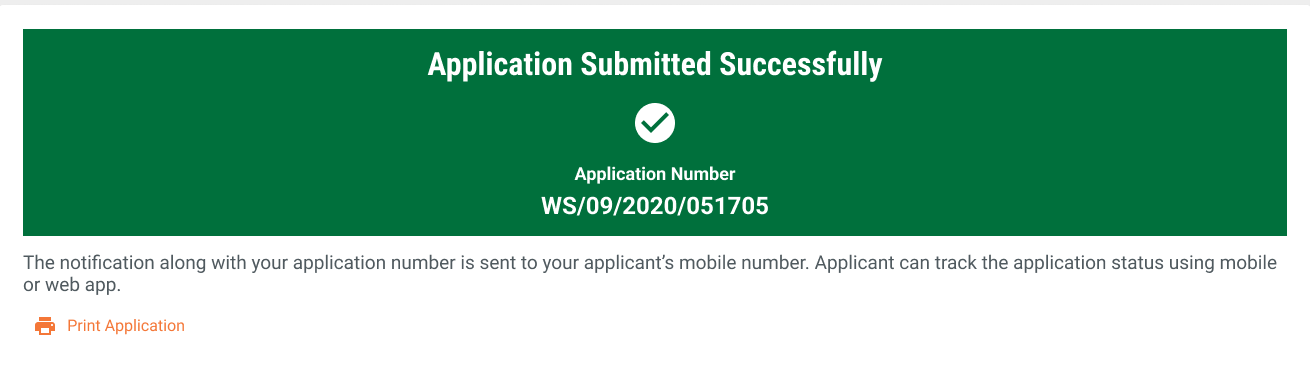 Application Submitted Successfully
Application Number
WS/09/2020/051705
The notification along with your application number is sent to your applicant’s mobile number. Applicant can track the application status using mobile
or web app.
Print Application